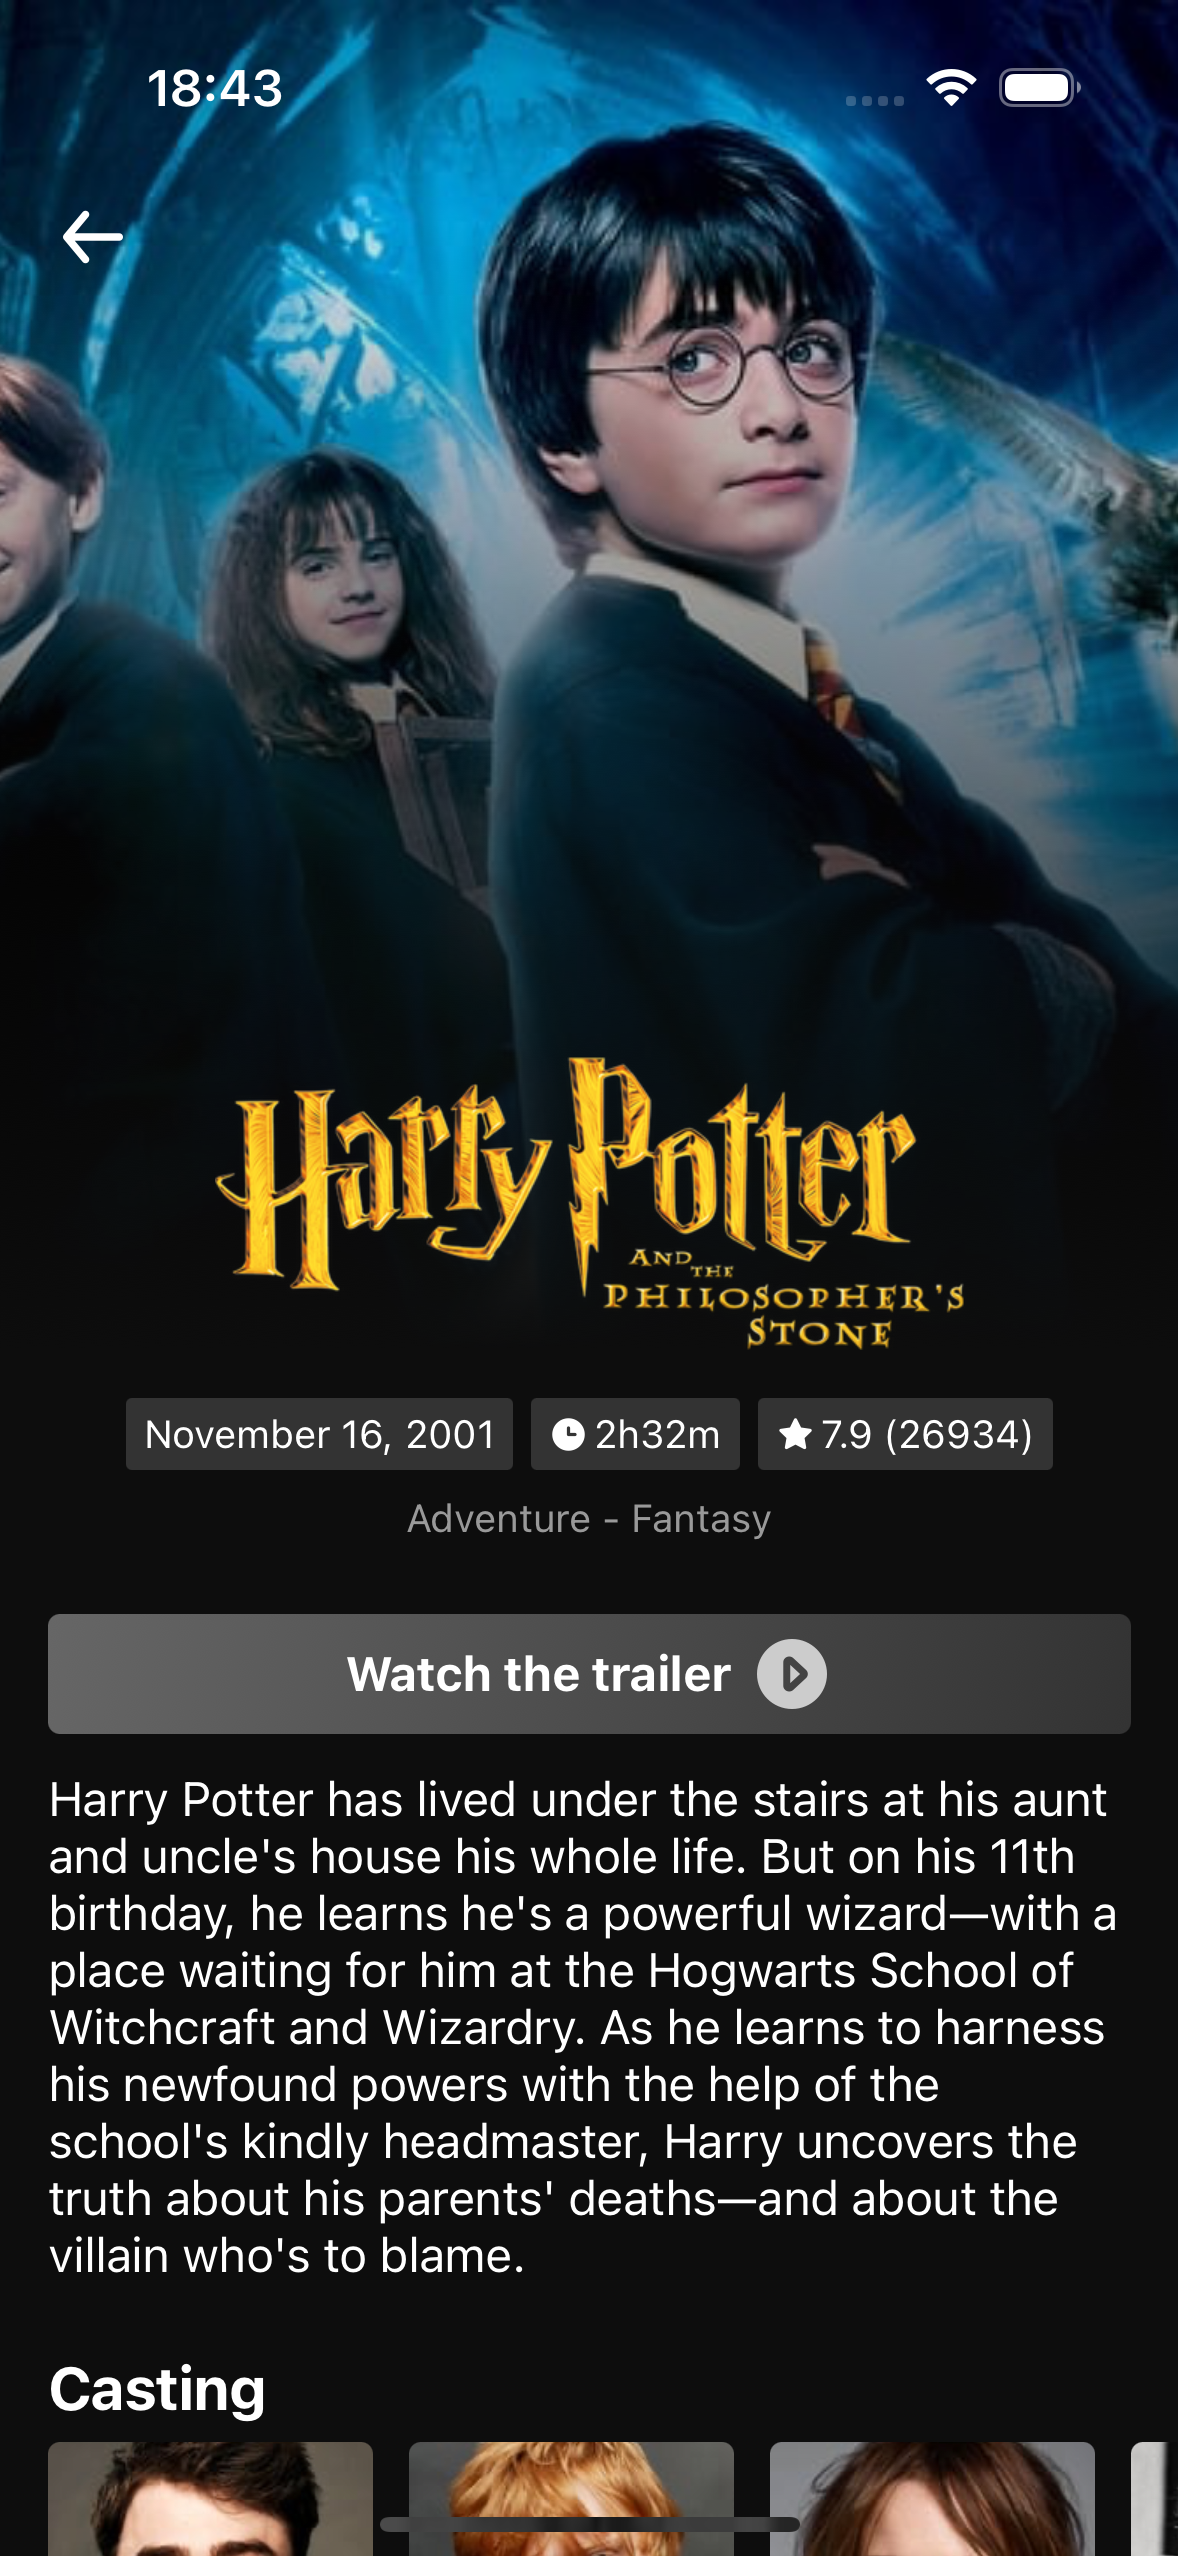 18:43
Harry Potter
AND THE
PHILOSOPHER'S
STONE
November 16, 2001 2h32m 7.9 (26934)
Adventure - Fantasy
Watch the trailer
Harry Potter has lived under the stairs at his aunt
and uncle's house his whole life. But on his 11th
birthday, he learns he's a powerful wizard—with a
place waiting for him at the Hogwarts School of
Witchcraft and Wizardry. As he learns to harness
his newfound powers with the help of the
school's kindly headmaster, Harry uncovers the
truth about his parents' deaths—and about the
villain who's to blame.
Casting